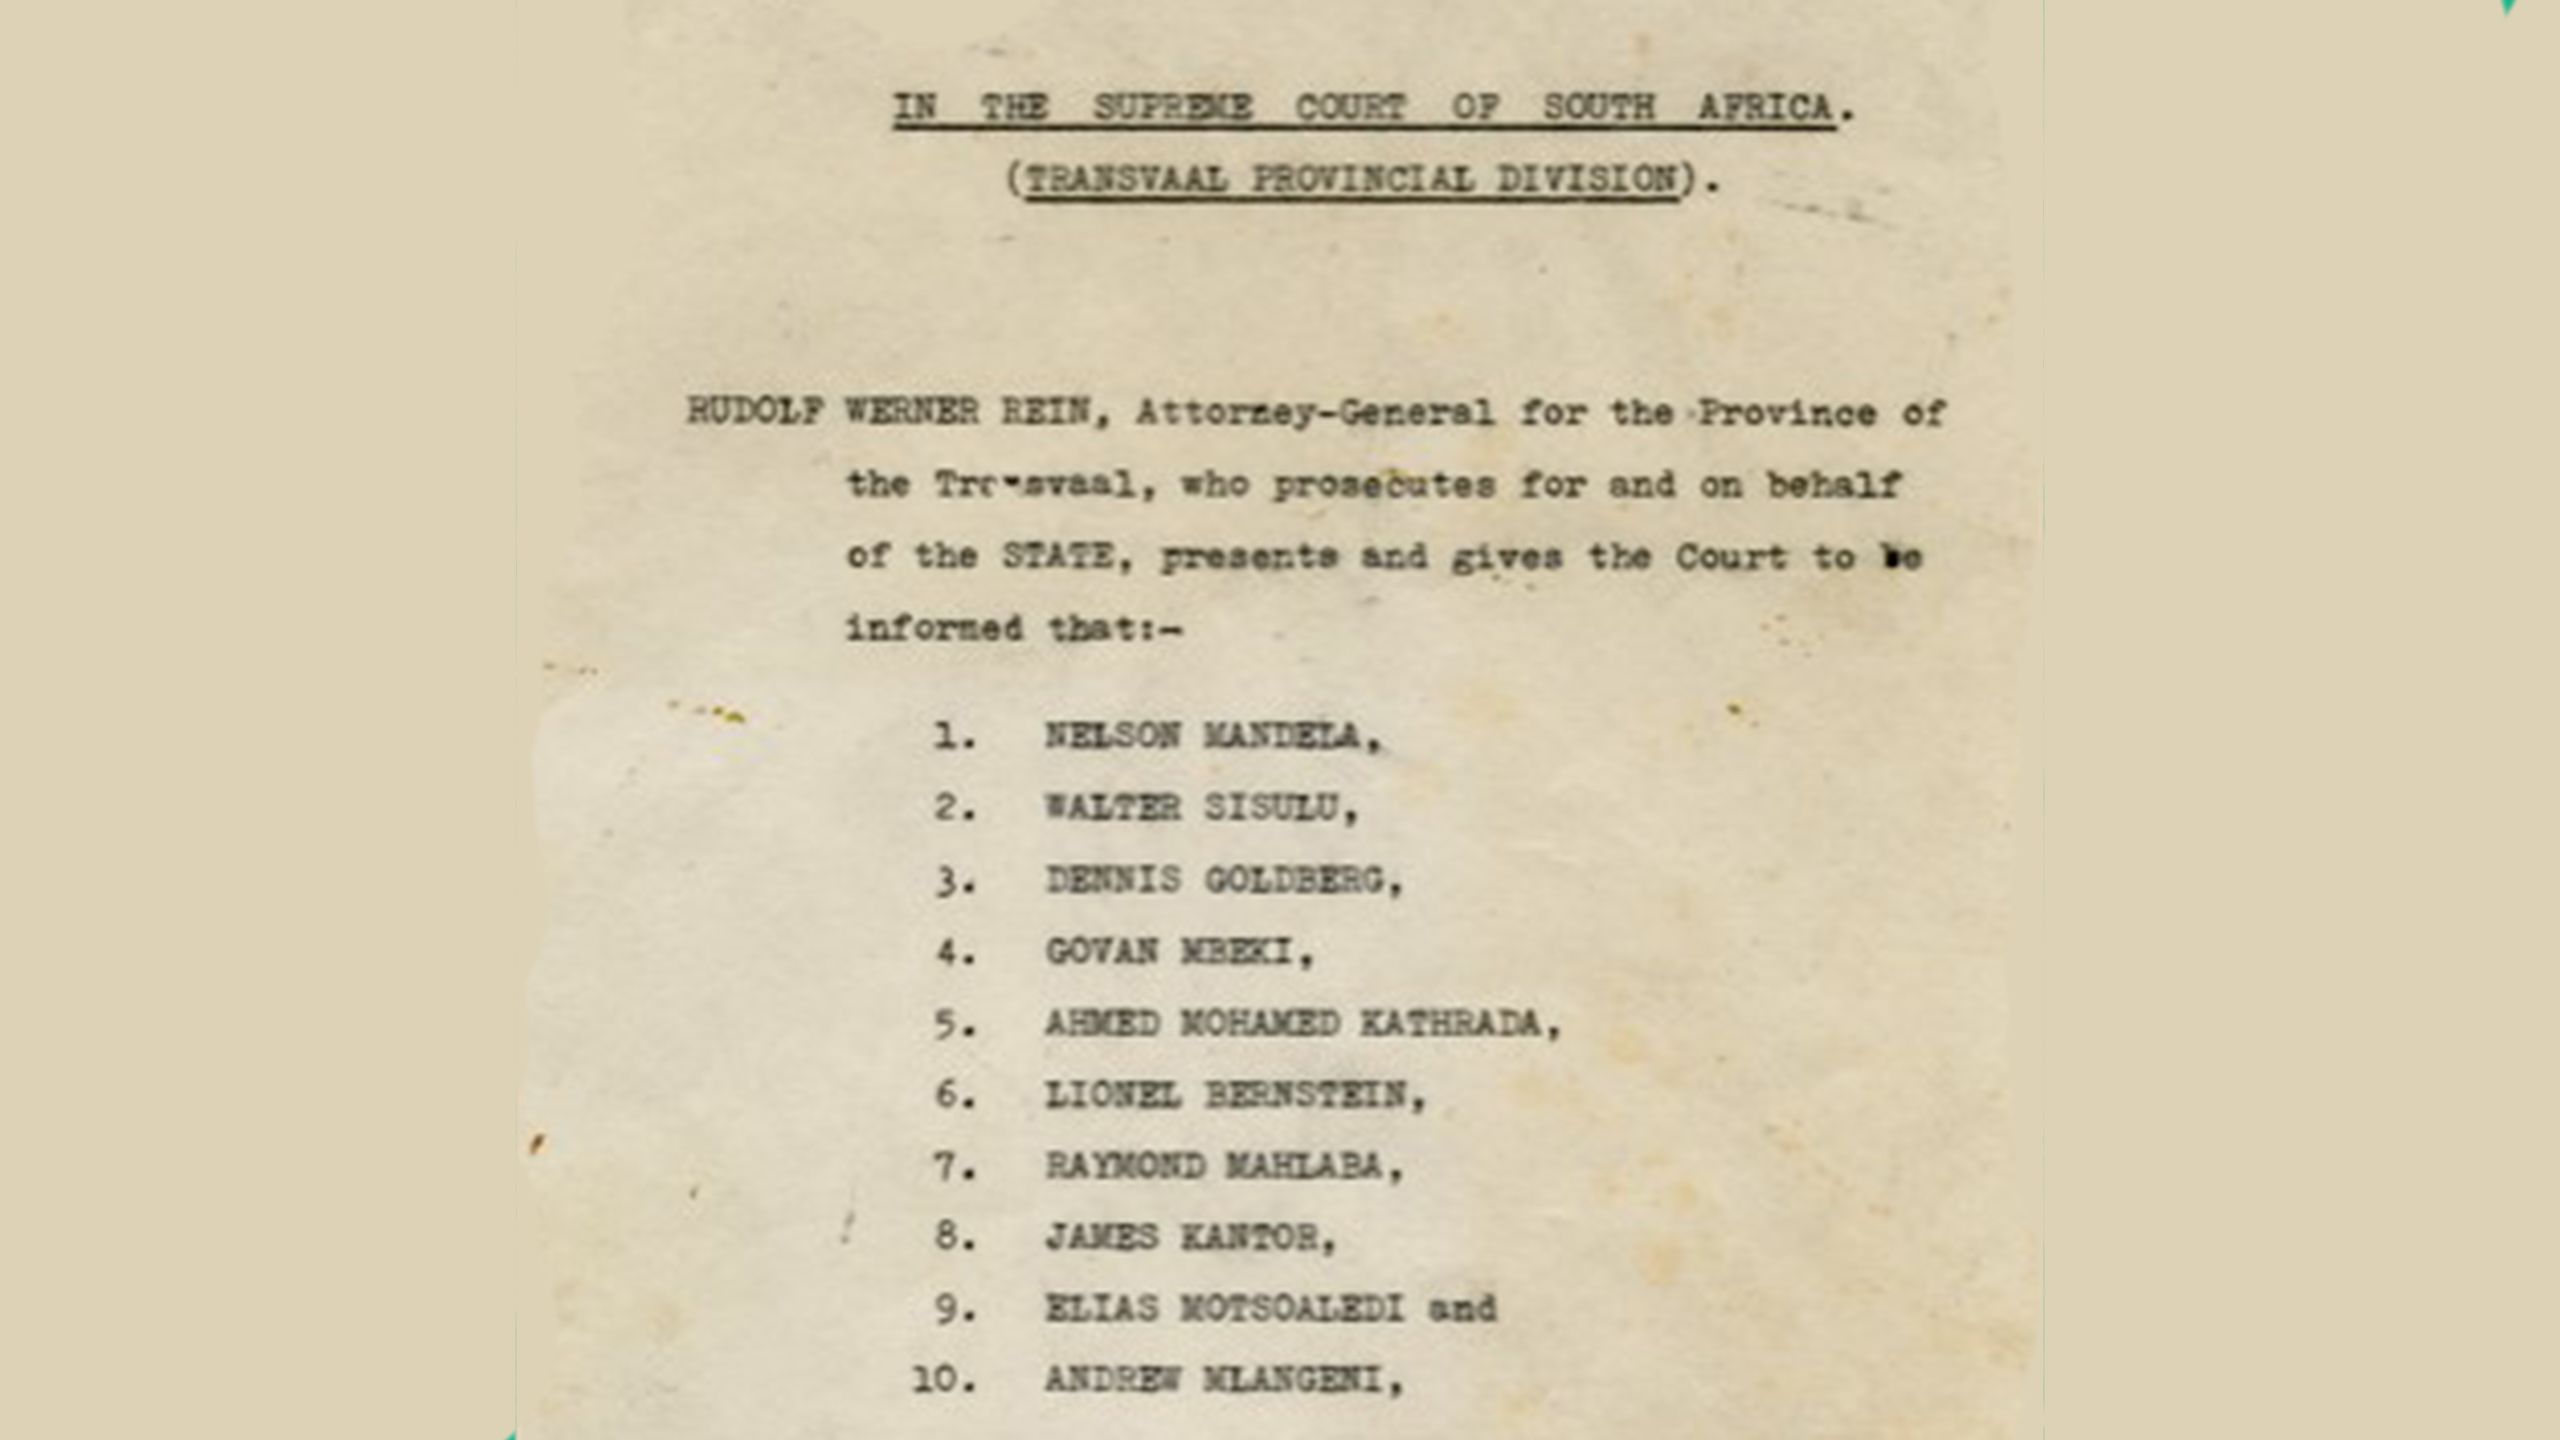 IN THE SUPREME COURT OF SOUTH AFRICA.
(TRANSVAAL PROVINCIAL DIVISION).
RUDOLF WERNER REIN, Attorney-General for the Province of
the Transvaal, who prosecutes for and on behalf
of the STATE, presents and gives the Court to be
informed that:-
1. NELSON MANDELA,
2. WALTER SISULU,
3. DENNIS GOLDBERG,
4. GOVAN MBEKI,
5. AHMED MOHAMED KATHRADA,
6. LIONEL BERNSTEIN,
7. RAYMOND MAHLABA,
8. JAMES KANTOR,
9. ELIAS MOTSOALEDI and
10. ANDREW MLANGENI,